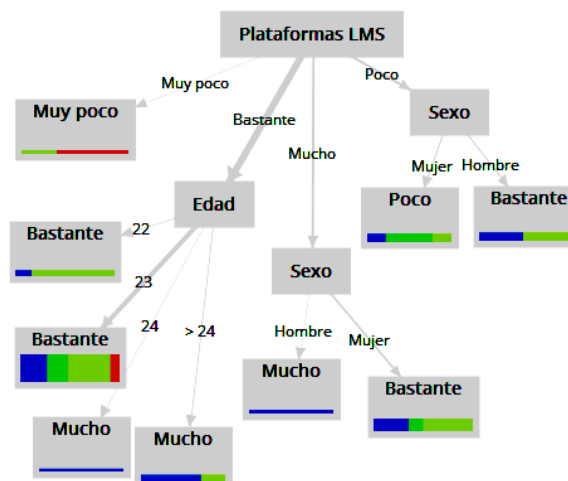 Plataformas LMS
Muy poco
Poco
Muy poco
Bastante
Sexo
Mucho
Mujer
Hombre
Edad
Poco
Bastante
Bastante
22
Sexo
23
24
> 24
Hombre
Mujer
Bastante
Mucho
Bastante
Mucho
Mucho